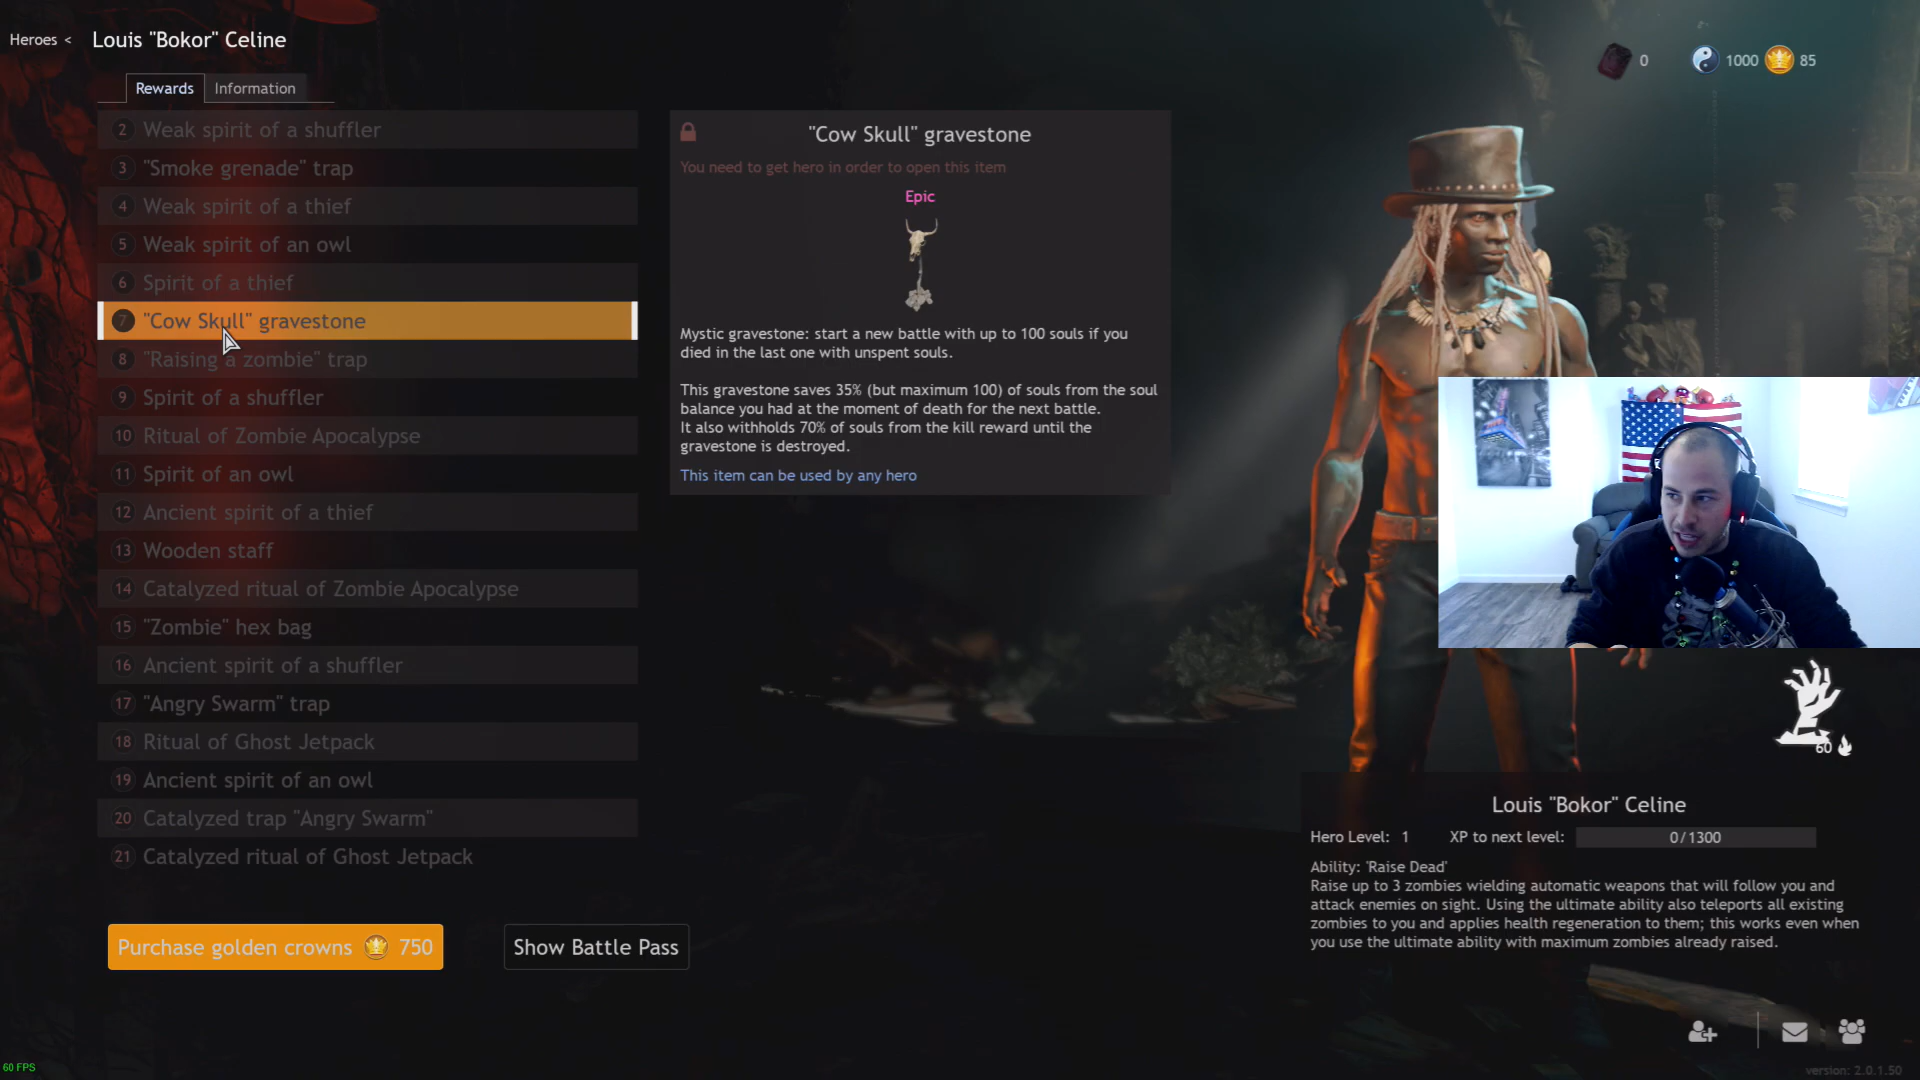 Heroes < Louis "Bokor" Celine
0 1000 85
Rewards Information
2 Weak spirit of a shuffler
3 "Smoke grenade" trap
4 Weak spirit of a thief
5 Weak spirit of an owl
6 Spirit of a thief
7 "Cow Skull" gravestone
8 "Raising a zombie" trap
9 Spirit of a shuffler
10 Ritual of Zombie Apocalypse
11 Spirit of an owl
12 Ancient spirit of a thief
13 Wooden staff
14 Catalyzed ritual of Zombie Apocalypse
15 "Zombie" hex bag
16 Ancient spirit of a shuffler
17 "Angry Swarm" trap
18 Ritual of Ghost Jetpack
19 Ancient spirit of an owl
20 Catalyzed trap "Angry Swarm"
21 Catalyzed ritual of Ghost Jetpack
Purchase golden crowns 750
Show Battle Pass
"Cow Skull" gravestone
You need to get hero in order to open this item
Epic
Mystic gravestone: start a new battle with up to 100 souls if you
died in the last one with unspent souls.
This gravestone saves 35% (but maximum 100) of souls from the soul
balance you had at the moment of death for the next battle.
It also withholds 70% of souls from the kill reward until the
gravestone is destroyed.
This item can be used by any hero
60
Louis "Bokor" Celine
Hero Level: 1 XP to next level: 0/1300
Ability: 'Raise Dead'
Raise up to 3 zombies wielding automatic weapons that will follow you and
attack enemies on sight. Using the ultimate ability also teleports all existing
zombies to you and applies health regeneration to them; this works even when
you use the ultimate ability with maximum zombies already raised.
60 FPS
version: 2.0.1.50